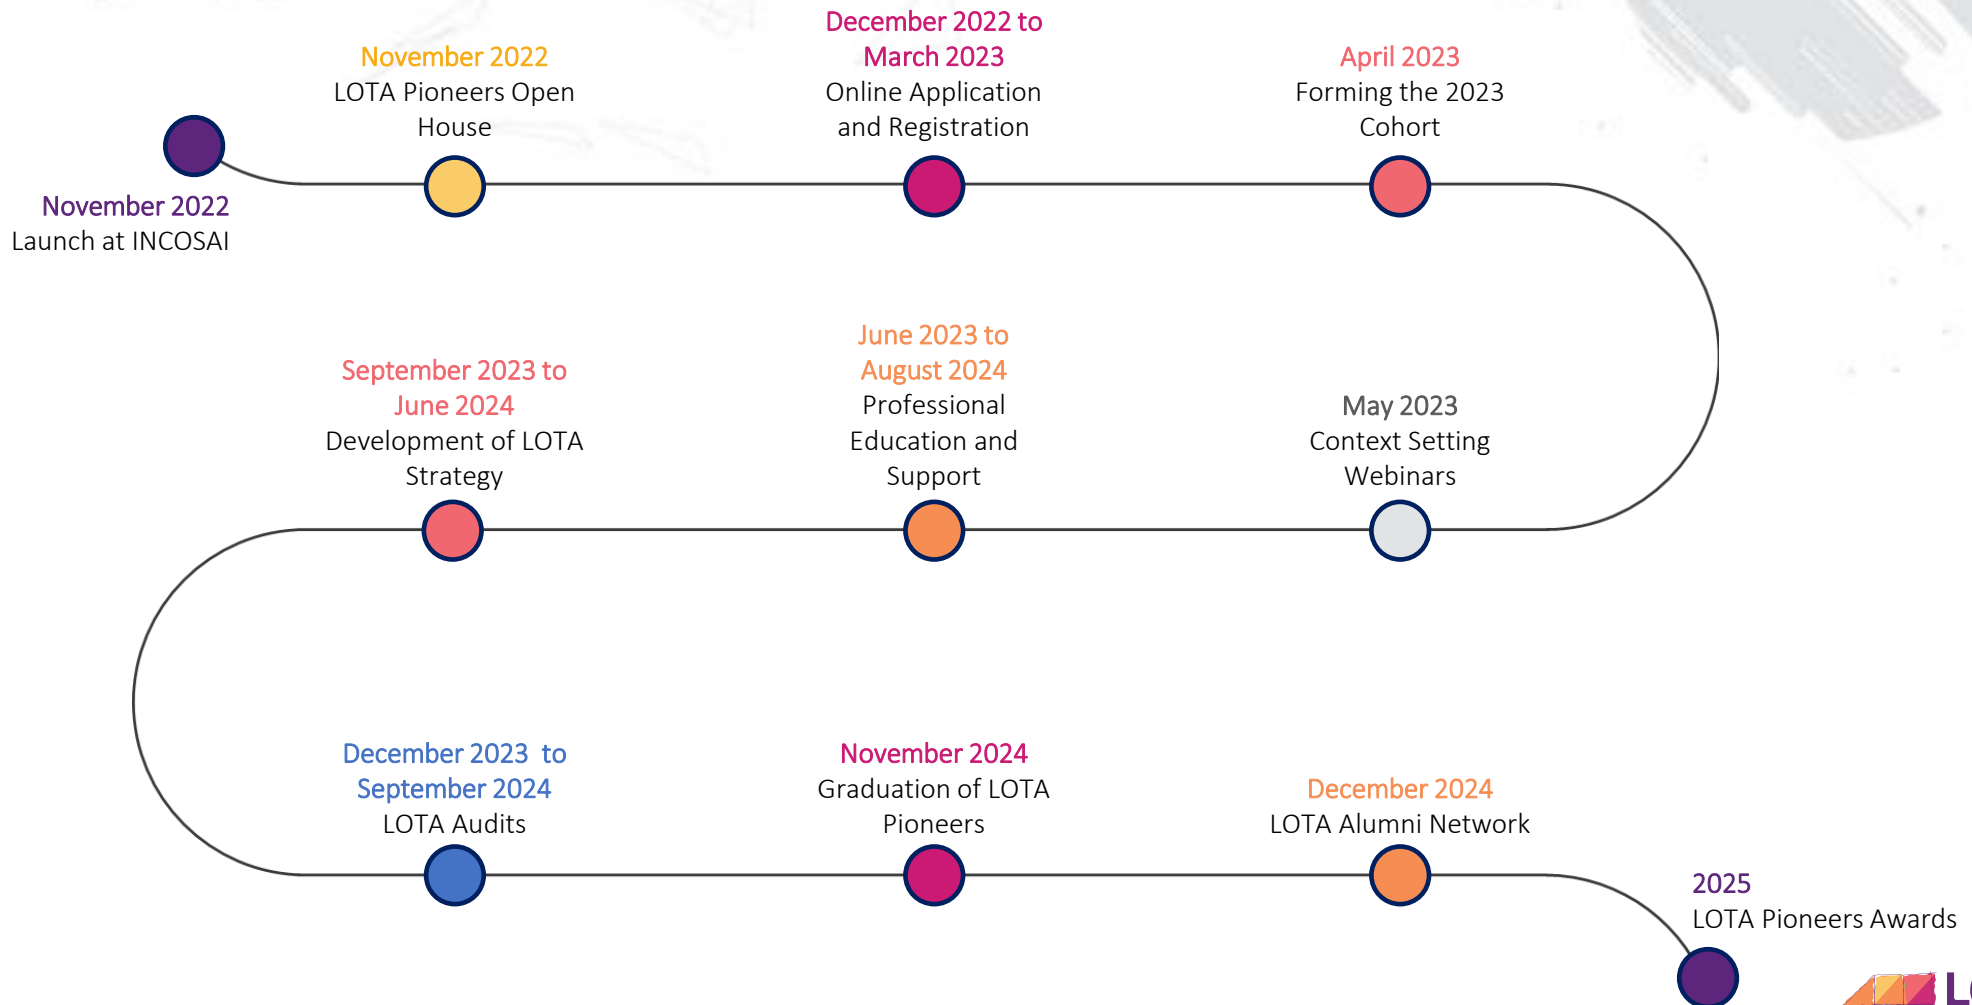 November 2022
Launch at INCOSAI
November 2022
LOTA Pioneers Open
House
December 2022 to
March 2023
Online Application
and Registration
April 2023
Forming the 2023
Cohort
May 2023
Context Setting
Webinars
June 2023 to
August 2024
Professional
Education and
Support
September 2023 to
June 2024
Development of LOTA
Strategy
December 2023 to
September 2024
LOTA Audits
November 2024
Graduation of LOTA
Pioneers
December 2024
LOTA Alumni Network
2025
LOTA Pioneers Awards